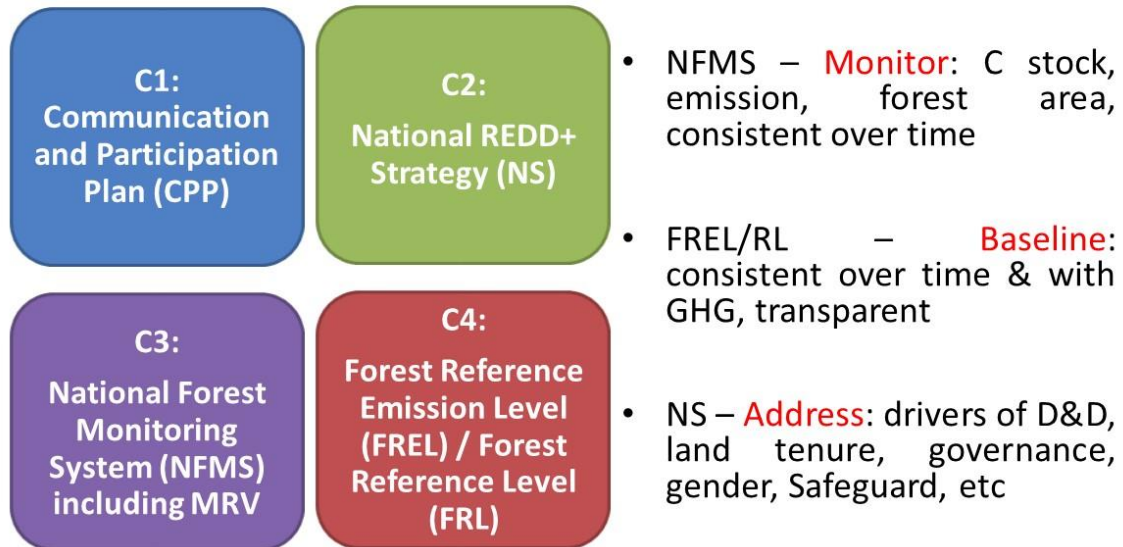 C1:
Communication
and Participation
Plan (CPP)
C2:
National REDD+
Strategy (NS)
C3:
National Forest
Monitoring
System (NFMS)
including MRV
C4:
Forest Reference
Emission Level
(FREL) / Forest
Reference Level
(FRL)
• NFMS – Monitor: C stock,
emission, forest area,
consistent over time
• FREL/RL – Baseline:
consistent over time & with
GHG, transparent
• NS – Address: drivers of D&D,
land tenure, governance,
gender, Safeguard, etc